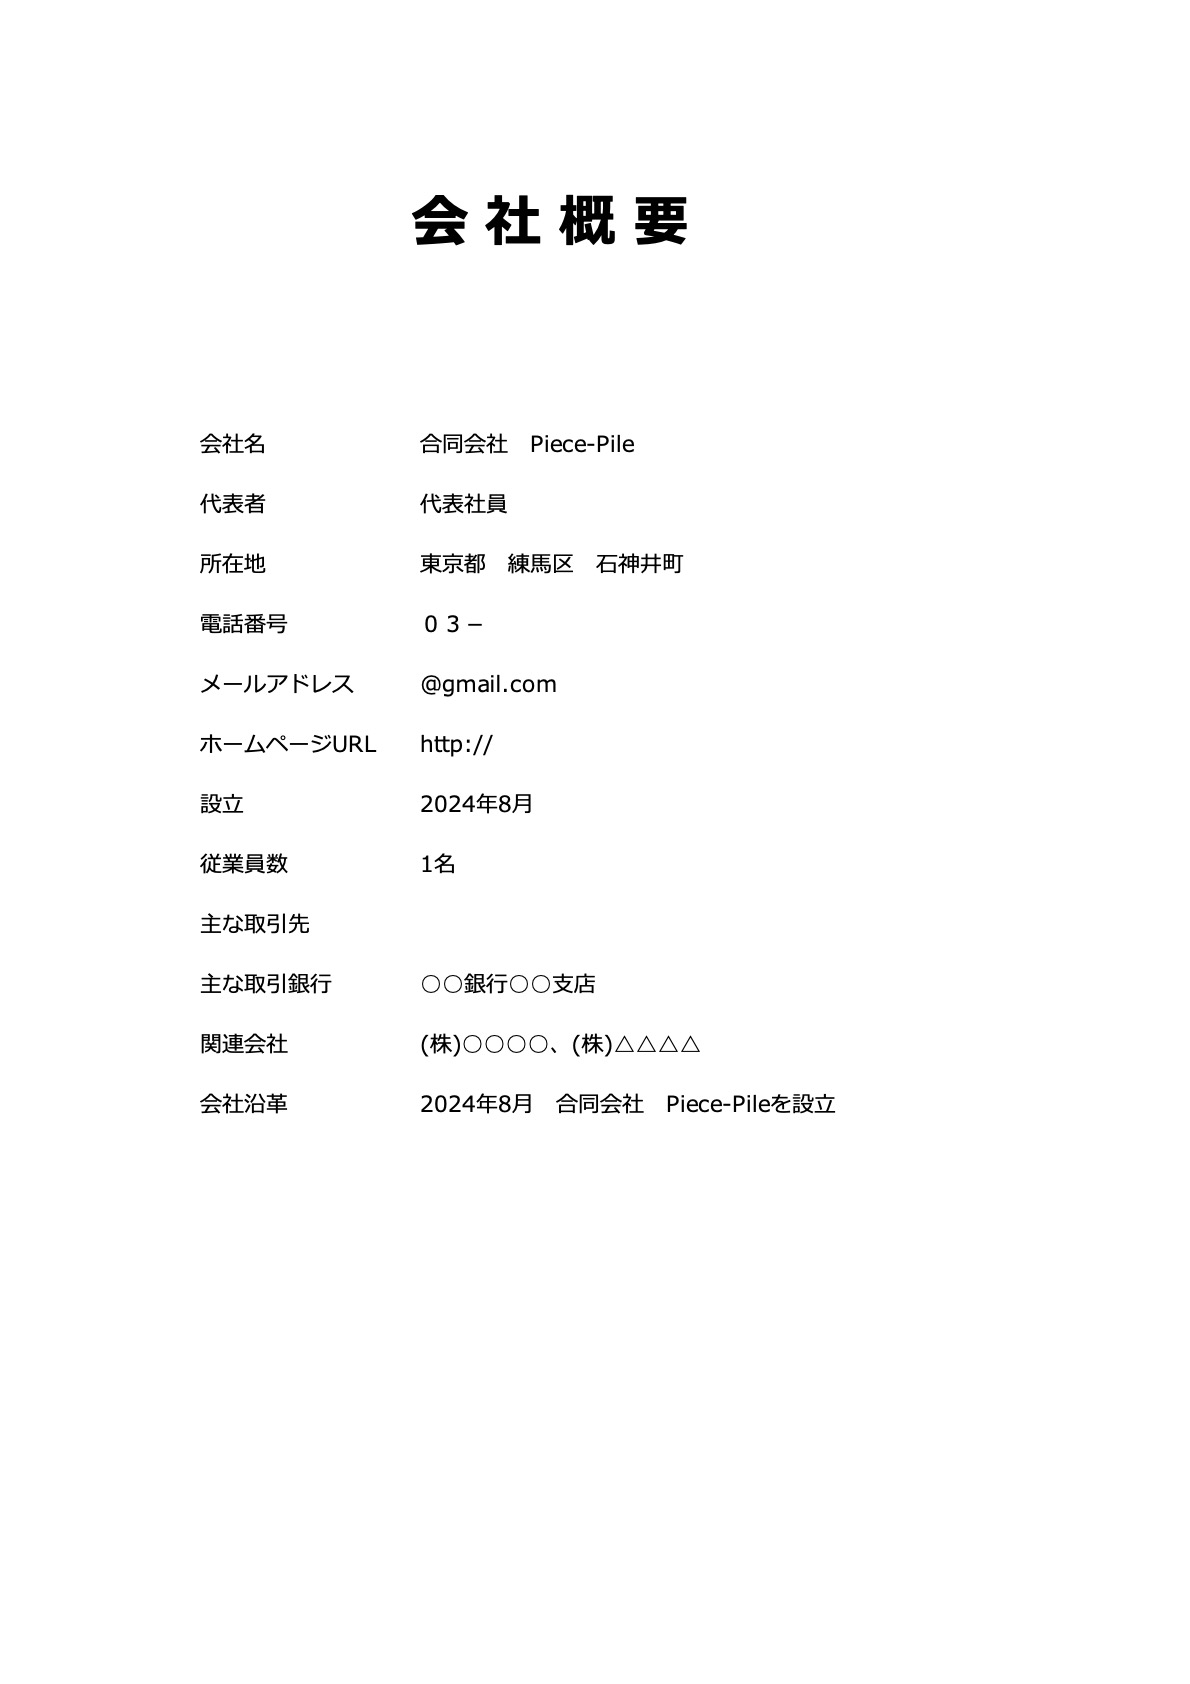 会社概要
会社名　合同会社　Piece-Pile
代表者　代表社員
所在地　東京都　練馬区　石神井町
電話番号　０３－
メールアドレス　@gmail.com
ホームページURL　http://
設立　2024年8月
従業員数　1名
主な取引先
主な取引銀行　○○銀行○○支店
関連会社　(株)○○○○、(株)△△△△
会社沿革　2024年8月　合同会社　Piece-Pileを設立